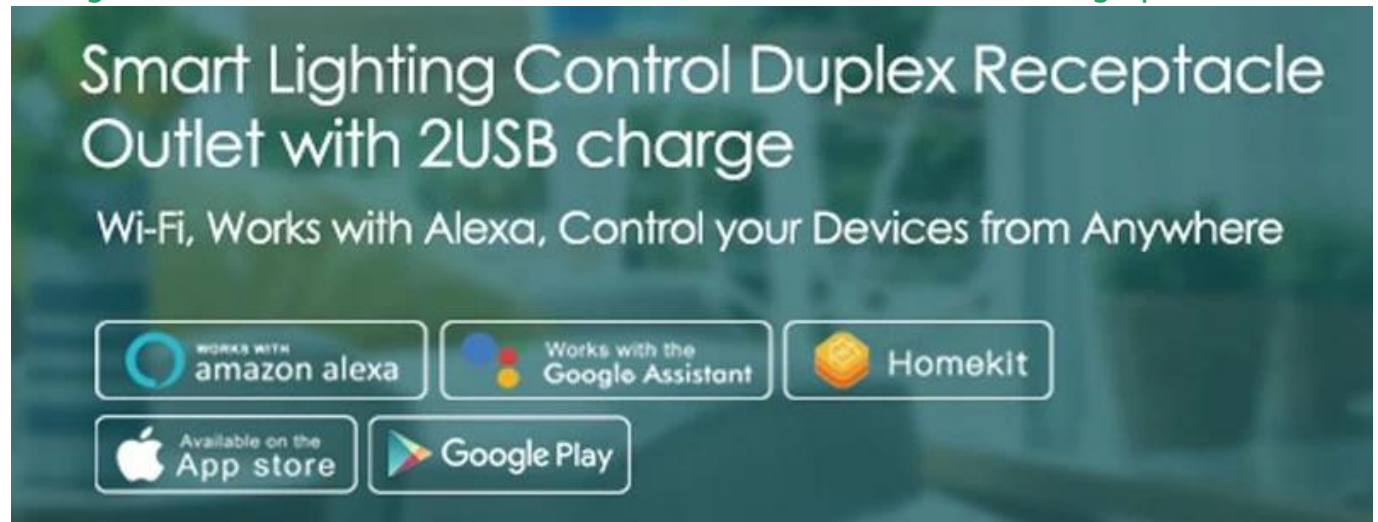 Smart Lighting Control Duplex Receptacle
Outlet with 2USB charge
Wi-Fi, Works with Alexa, Control your Devices from Anywhere
WORKS WITH
amazon alexa
Works with the
Google Assistant
Homekit
Available on the
App store
Google Play